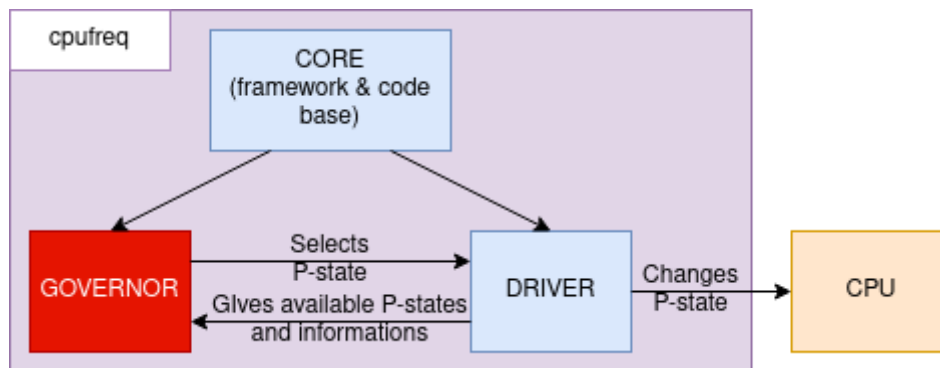 cpufreq
CORE
(framework & code
base)
Selects
P-state
GOVERNOR
GIves available P-states
and informations
DRIVER
Changes
P-state
CPU